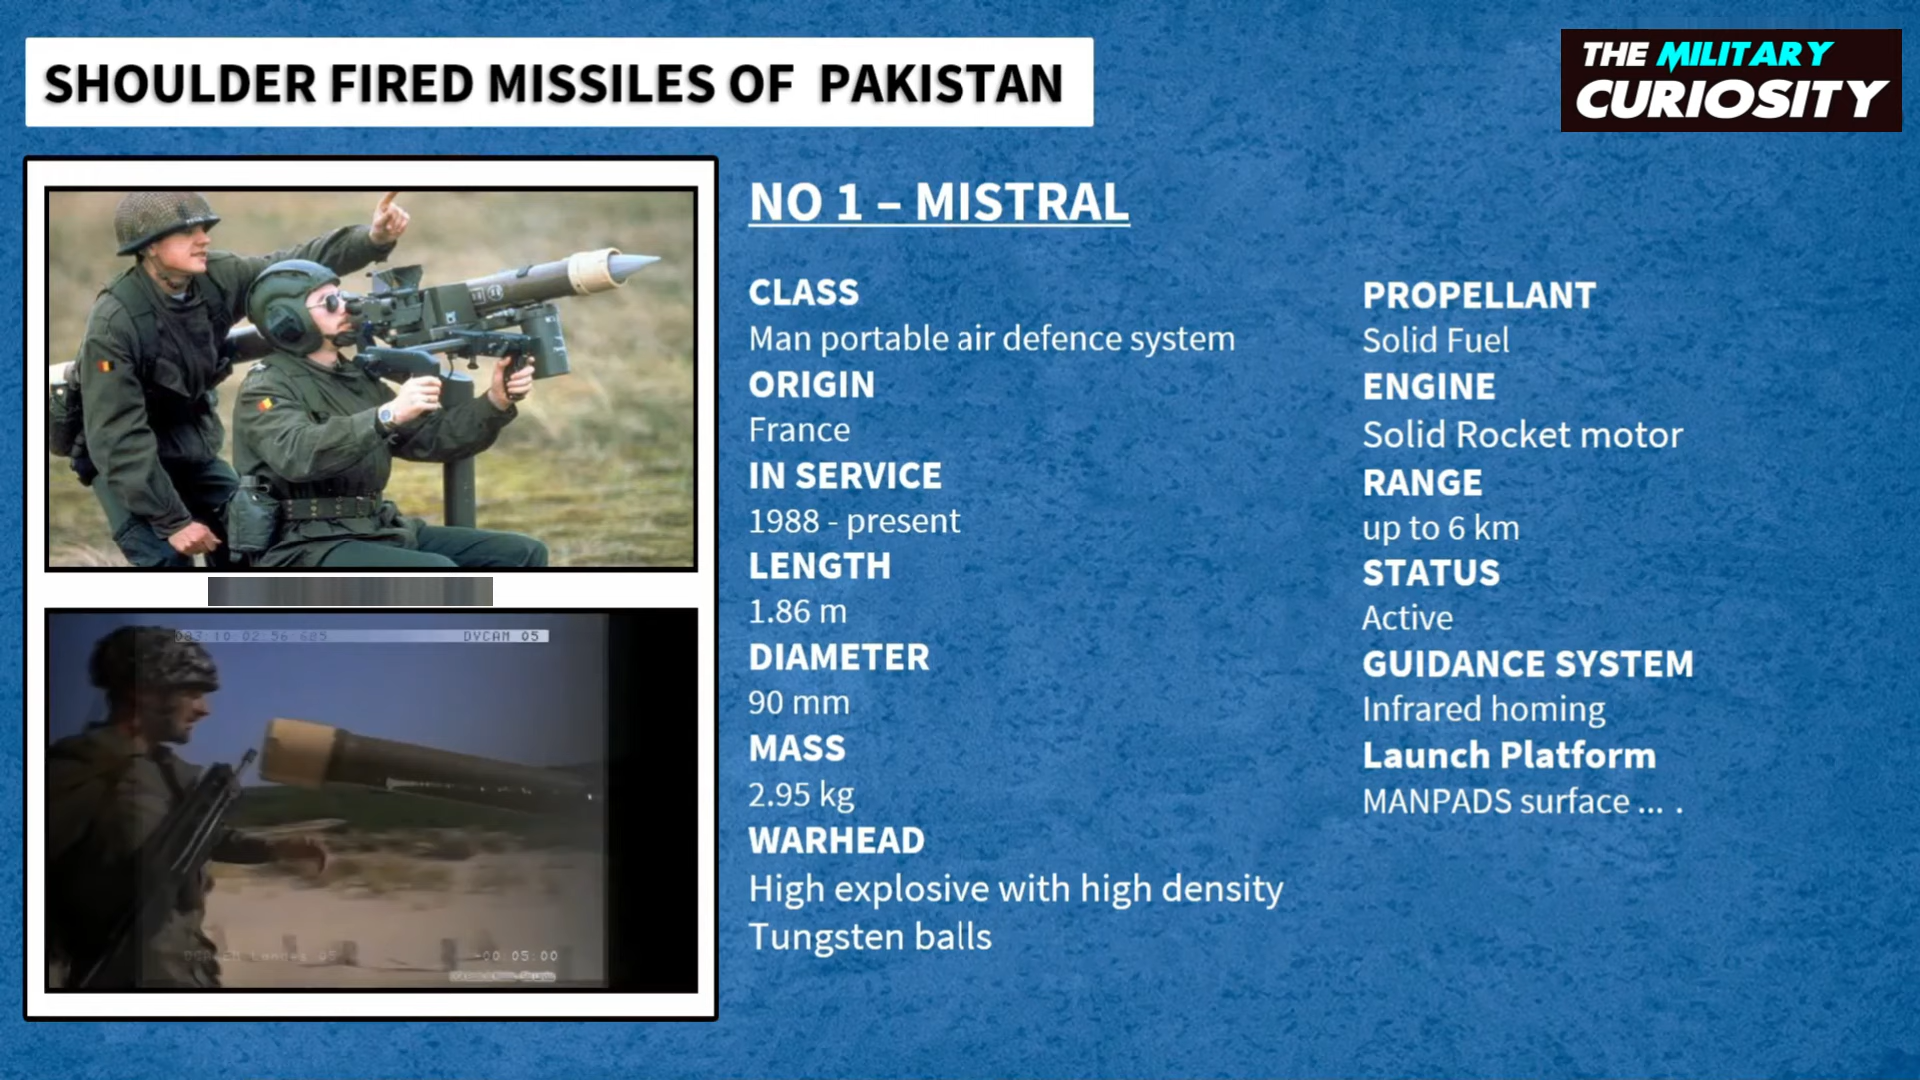 SHOULDER FIRED MISSILES OF PAKISTAN
THE MILITARY
CURIOSITY
NO 1 – MISTRAL
CLASS
Man portable air defence system
ORIGIN
France
IN SERVICE
1988 - present
LENGTH
1.86 m
DIAMETER
90 mm
MASS
2.95 kg
WARHEAD
High explosive with high density
Tungsten balls
PROPELLANT
Solid Fuel
ENGINE
Solid Rocket motor
RANGE
up to 6 km
STATUS
Active
GUIDANCE SYSTEM
Infrared homing
Launch Platform
MANPADS surface ... .
DYCAM 05
-00 05:00